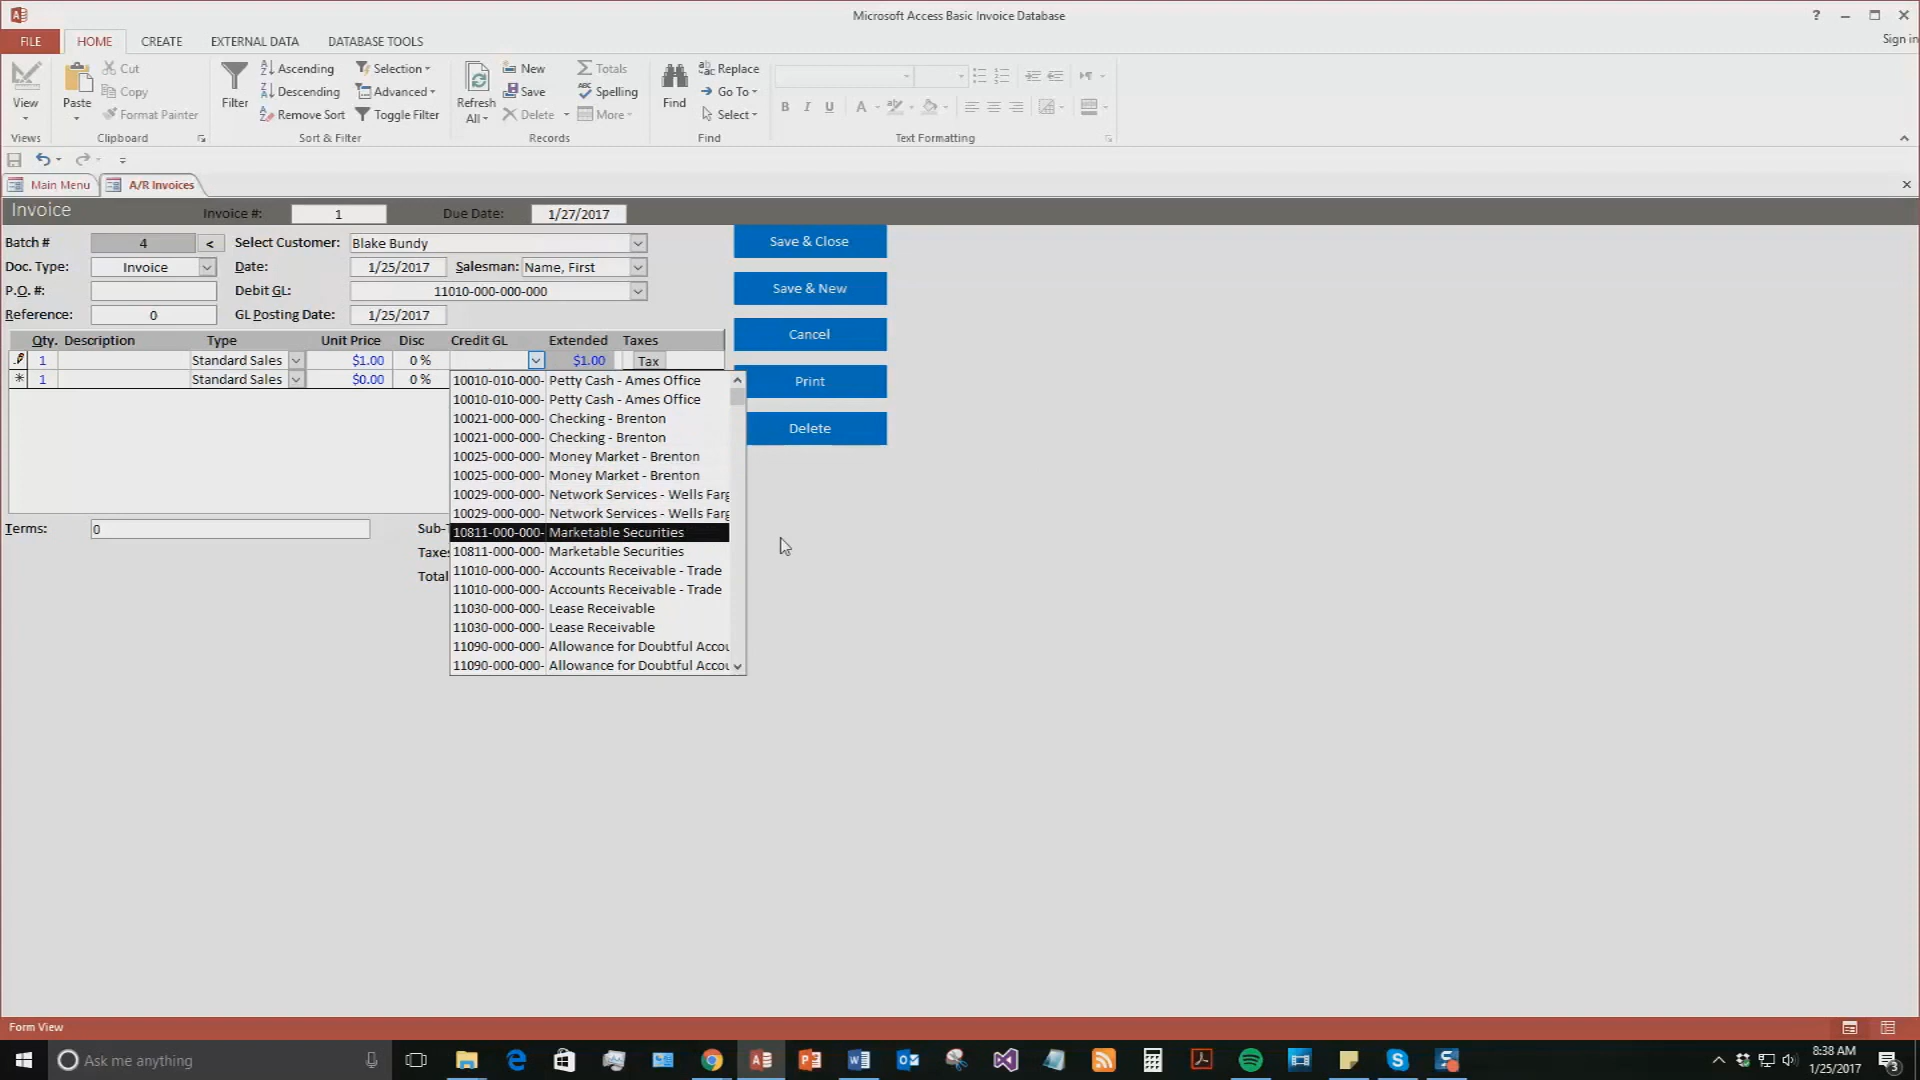 Microsoft Access Basic Invoice Database
?
FILE HOME CREATE EXTERNAL DATA DATABASE TOOLS
Sign in
View
Views
Paste
Cut
Copy
Format Painter
Clipboard
Filter
Ascending
Descending
Remove Sort
Selection
Advanced
Toggle Filter
Sort & Filter
Refresh
All
New
Save
Delete
Totals
Spelling
More
Records
Find
Replace
Go To
Select
Find
B I U A
Text Formatting
Main Menu A/R Invoices
Invoice Invoice #: 1 Due Date: 1/27/2017
Batch # 4 < Select Customer: Blake Bundy
Doc. Type: Invoice Date: 1/25/2017 Salesman: Name, First
P.O. #: Debit GL: 11010-000-000-000
Reference: 0 GL Posting Date: 1/25/2017
Save & Close
Save & New
Cancel
Print
Delete
Qty. Description Type Unit Price Disc Credit GL Extended Taxes
1 Standard Sales $1.00 0 % $1.00 Tax
1 Standard Sales $0.00 0 %
10010-010-000- Petty Cash - Ames Office
10010-010-000- Petty Cash - Ames Office
10021-000-000- Checking - Brenton
10021-000-000- Checking - Brenton
10025-000-000- Money Market - Brenton
10025-000-000- Money Market - Brenton
10029-000-000- Network Services - Wells Farg
10029-000-000- Network Services - Wells Farg
10811-000-000- Marketable Securities
10811-000-000- Marketable Securities
11010-000-000- Accounts Receivable - Trade
11010-000-000- Accounts Receivable - Trade
11030-000-000- Lease Receivable
11030-000-000- Lease Receivable
11090-000-000- Allowance for Doubtful Accou
11090-000-000- Allowance for Doubtful Accou
Terms: 0
Sub-T
Taxes
Total
Form View
Ask me anything
8:38 AM
1/25/2017
3